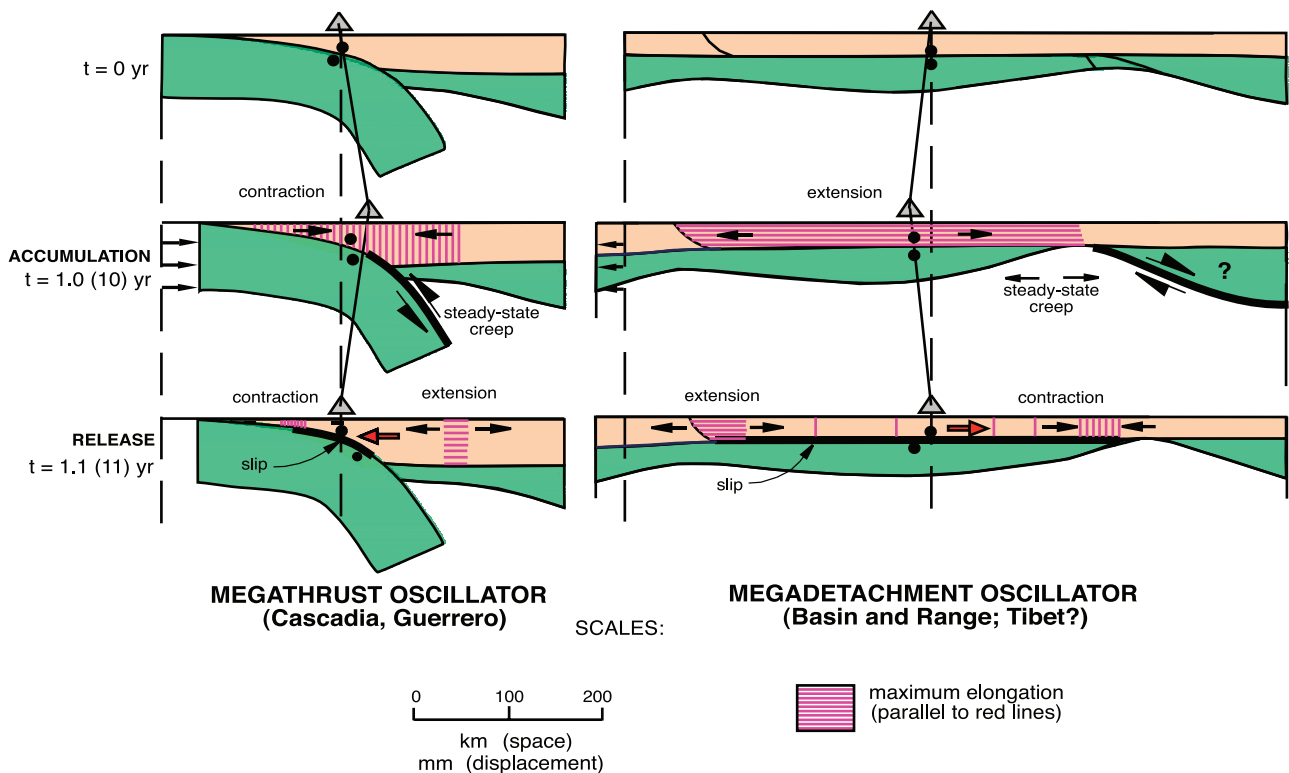 t = 0 yr
contraction
extension
ACCUMULATION
t = 1.0 (10) yr
steady-state
creep
steady-state
creep
?
contraction
extension
extension
contraction
RELEASE
t = 1.1 (11) yr
slip
slip
MEGATHRUST OSCILLATOR
(Cascadia, Guerrero)
MEGADETACHMENT OSCILLATOR
(Basin and Range; Tibet?)
SCALES:
0 100 200
km (space)
mm (displacement)
maximum elongation
(parallel to red lines)